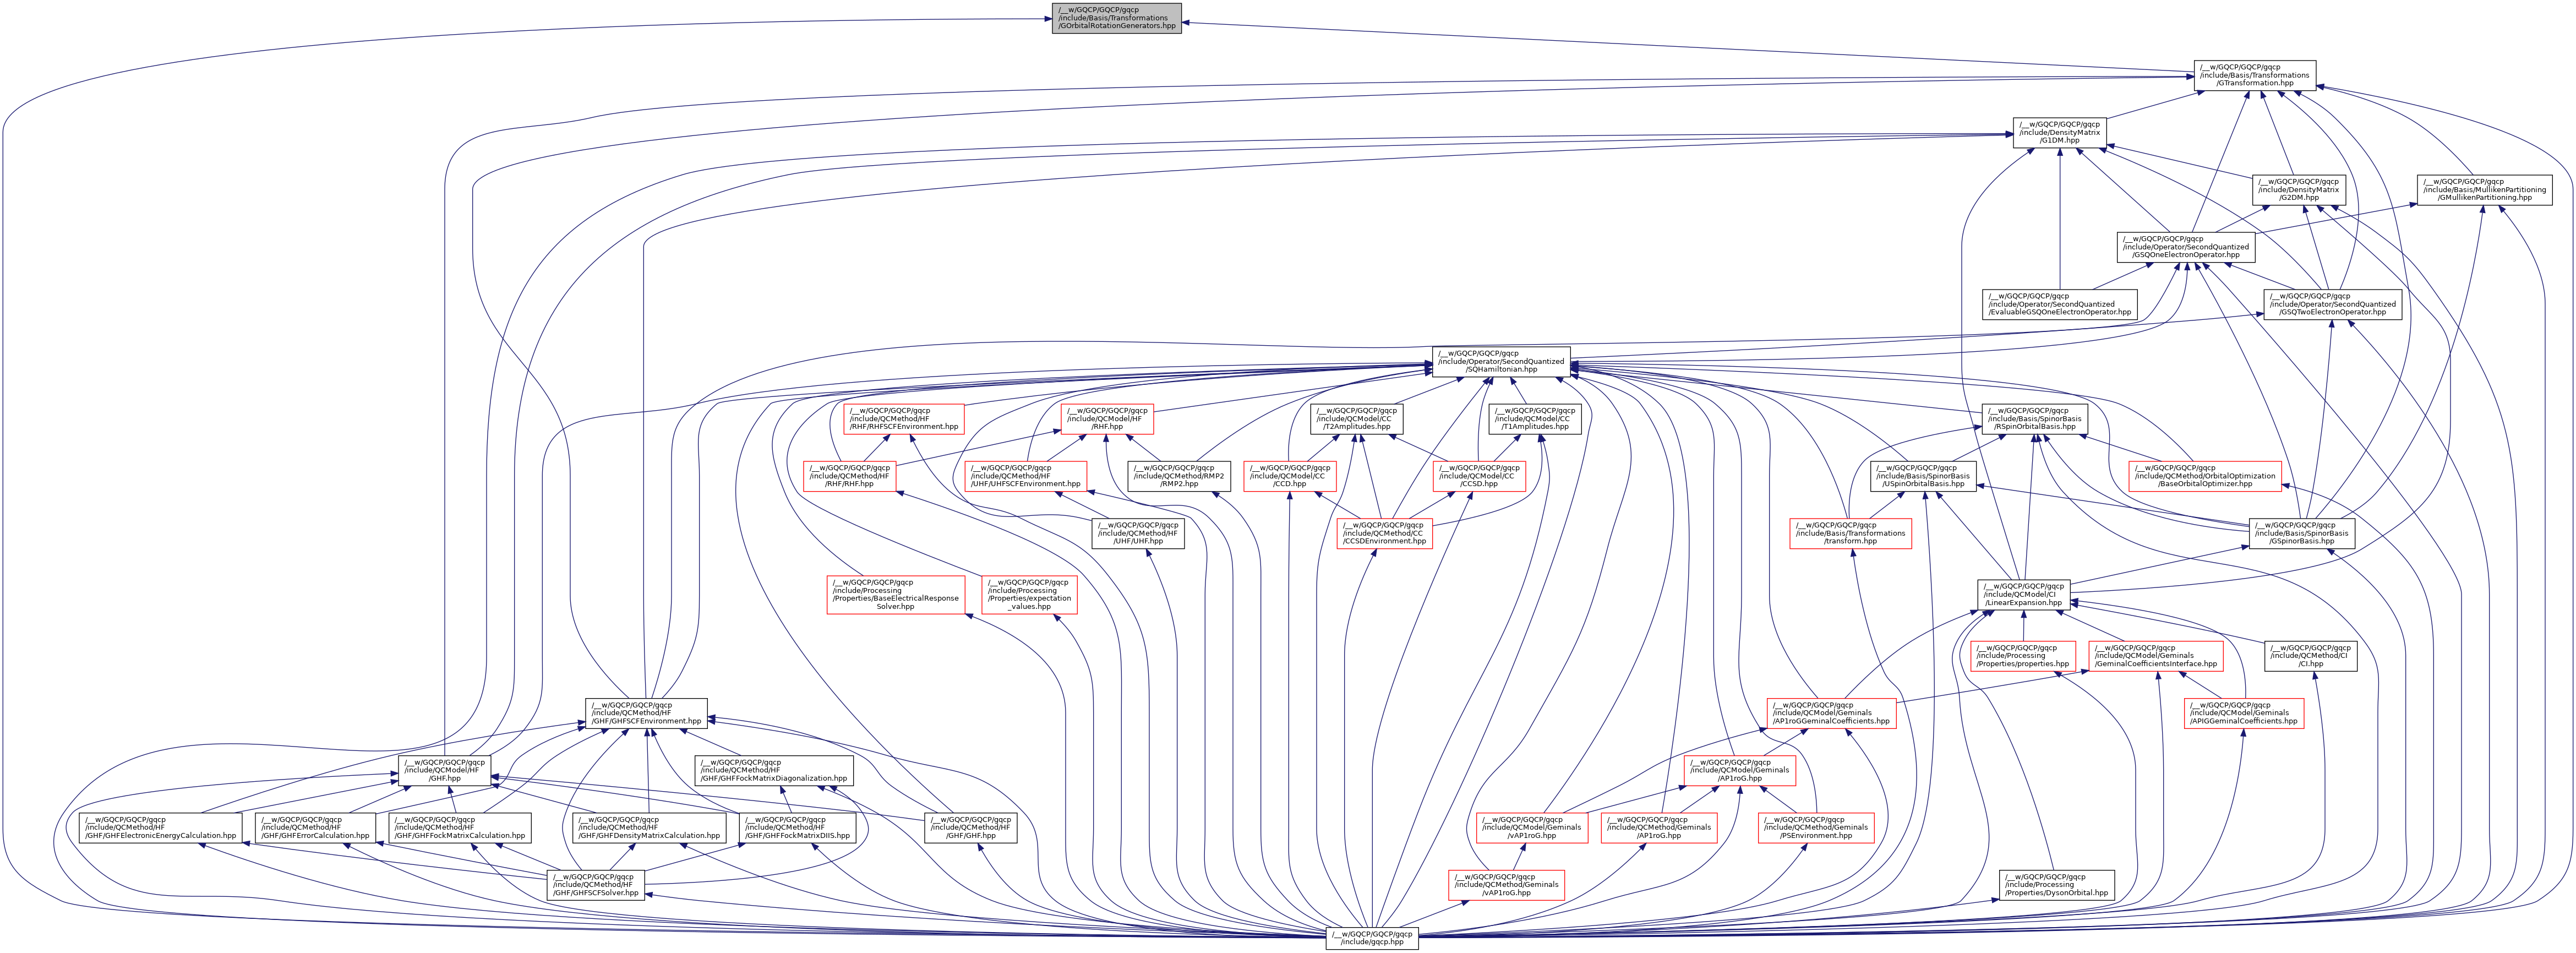 /__w/GQCP/GQCP/gqcp
/include/Basis/Transformations
/GOrbitalRotationGenerators.hpp
/__w/GQCP/GQCP/gqcp
/include/Basis/Transformations
/GTransformation.hpp
/__w/GQCP/GQCP/gqcp
/include/DensityMatrix
/G1DM.hpp
/__w/GQCP/GQCP/gqcp
/include/DensityMatrix
/G2DM.hpp
/__w/GQCP/GQCP/gqcp
/include/Basis/MullikenPartitioning
/GMullikenPartitioning.hpp
/__w/GQCP/GQCP/gqcp
/include/Operator/SecondQuantized
/GSQOneElectronOperator.hpp
/__w/GQCP/GQCP/gqcp
/include/Operator/SecondQuantized
/EvaluableGSQOneElectronOperator.hpp
/__w/GQCP/GQCP/gqcp
/include/Operator/SecondQuantized
/GSQTwoElectronOperator.hpp
/__w/GQCP/GQCP/gqcp
/include/Operator/SecondQuantized
/SQHamiltonian.hpp
/__w/GQCP/GQCP/gqcp
/include/QCMethod/HF
/RHF/RHFSCFEnvironment.hpp
/__w/GQCP/GQCP/gqcp
/include/QCModel/HF
/RHF.hpp
/__w/GQCP/GQCP/gqcp
/include/QCModel/CC
/T2Amplitudes.hpp
/__w/GQCP/GQCP/gqcp
/include/QCModel/CC
/T1Amplitudes.hpp
/__w/GQCP/GQCP/gqcp
/include/Basis/SpinorBasis
/RSpinOrbitalBasis.hpp
/__w/GQCP/GQCP/gqcp
/include/QCMethod/HF
/RHF/RHF.hpp
/__w/GQCP/GQCP/gqcp
/include/QCMethod/HF
/UHF/UHFSCFEnvironment.hpp
/__w/GQCP/GQCP/gqcp
/include/QCMethod/RMP2
/RMP2.hpp
/__w/GQCP/GQCP/gqcp
/include/QCModel/CC
/CCD.hpp
/__w/GQCP/GQCP/gqcp
/include/QCModel/CC
/CCSD.hpp
/__w/GQCP/GQCP/gqcp
/include/Basis/SpinorBasis
/USpinOrbitalBasis.hpp
/__w/GQCP/GQCP/gqcp
/include/QCMethod/OrbitalOptimization
/BaseOrbitalOptimizer.hpp
/__w/GQCP/GQCP/gqcp
/include/QCMethod/HF
/UHF/UHF.hpp
/__w/GQCP/GQCP/gqcp
/include/QCMethod/CC
/CCSDEnvironment.hpp
/__w/GQCP/GQCP/gqcp
/include/Basis/Transformations
/transform.hpp
/__w/GQCP/GQCP/gqcp
/include/Basis/SpinorBasis
/GSpinorBasis.hpp
/__w/GQCP/GQCP/gqcp
/include/Processing
/Properties/BaseElectricalResponse
Solver.hpp
/__w/GQCP/GQCP/gqcp
/include/Processing
/Properties/expectation
_values.hpp
/__w/GQCP/GQCP/gqcp
/include/QCModel/CI
/LinearExpansion.hpp
/__w/GQCP/GQCP/gqcp
/include/Processing
/Properties/properties.hpp
/__w/GQCP/GQCP/gqcp
/include/QCModel/Geminals
/GeminalCoefficientsInterface.hpp
/__w/GQCP/GQCP/gqcp
/include/QCMethod/CI
/CI.hpp
/__w/GQCP/GQCP/gqcp
/include/QCMethod/HF
/GHF/GHFSCFEnvironment.hpp
/__w/GQCP/GQCP/gqcp
/include/QCModel/Geminals
/AP1roGGeminalCoefficients.hpp
/__w/GQCP/GQCP/gqcp
/include/QCModel/Geminals
/APIGGeminalCoefficients.hpp
/__w/GQCP/GQCP/gqcp
/include/QCModel/HF
/GHF.hpp
/__w/GQCP/GQCP/gqcp
/include/QCMethod/HF
/GHF/GHFFockMatrixDiagonalization.hpp
/__w/GQCP/GQCP/gqcp
/include/QCModel/Geminals
/AP1roG.hpp
/__w/GQCP/GQCP/gqcp
/include/QCMethod/HF
/GHF/GHFElectronicEnergyCalculation.hpp
/__w/GQCP/GQCP/gqcp
/include/QCMethod/HF
/GHF/GHFErrorCalculation.hpp
/__w/GQCP/GQCP/gqcp
/include/QCMethod/HF
/GHF/GHFFockMatrixCalculation.hpp
/__w/GQCP/GQCP/gqcp
/include/QCMethod/HF
/GHF/GHFDensityMatrixCalculation.hpp
/__w/GQCP/GQCP/gqcp
/include/QCMethod/HF
/GHF/GHFFockMatrixDIIS.hpp
/__w/GQCP/GQCP/gqcp
/include/QCMethod/HF
/GHF/GHF.hpp
/__w/GQCP/GQCP/gqcp
/include/QCModel/Geminals
/vAP1roG.hpp
/__w/GQCP/GQCP/gqcp
/include/QCMethod/Geminals
/AP1roG.hpp
/__w/GQCP/GQCP/gqcp
/include/QCMethod/Geminals
/PSEnvironment.hpp
/__w/GQCP/GQCP/gqcp
/include/QCMethod/HF
/GHF/GHFSCFSolver.hpp
/__w/GQCP/GQCP/gqcp
/include/QCMethod/Geminals
/vAP1roG.hpp
/__w/GQCP/GQCP/gqcp
/include/Processing
/Properties/DysonOrbital.hpp
/__w/GQCP/GQCP/gqcp
/include/gqcp.hpp